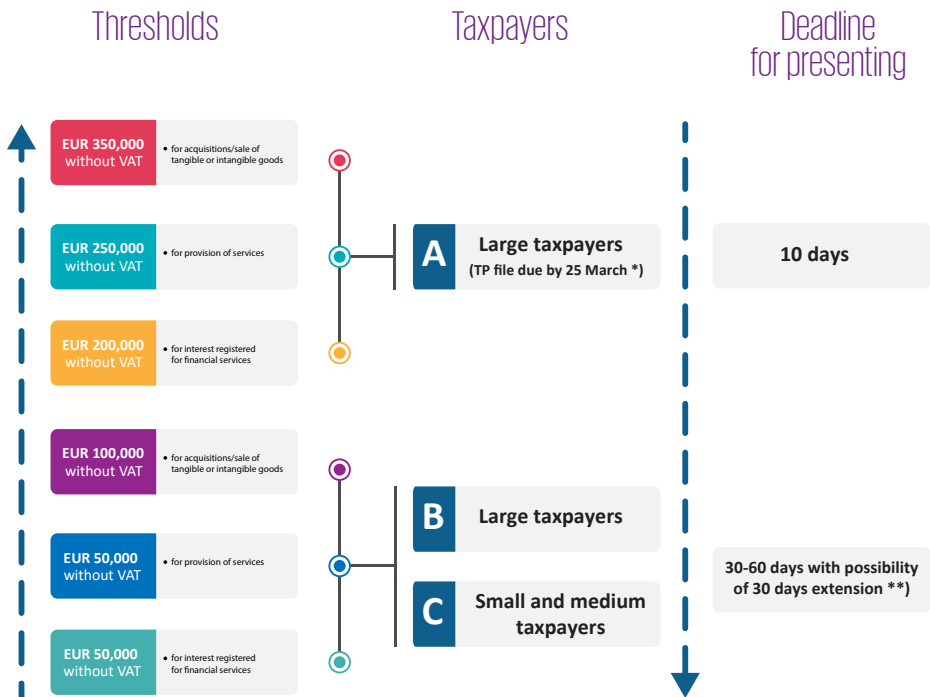 Thresholds
Taxpayers
Deadline
for presenting
EUR 350,000
without VAT
• for acquisitions/sale of
tangible or intangible goods
EUR 250,000
without VAT
• for provision of services
A
Large taxpayers
(TP file due by 25 March *)
10 days
EUR 200,000
without VAT
• for interest registered
for financial services
EUR 100,000
without VAT
• for acquisitions/sale of
tangible or intangible goods
B
Large taxpayers
EUR 50,000
without VAT
• for provision of services
30-60 days with possibility
of 30 days extension **)
C
Small and medium
taxpayers
EUR 50,000
without VAT
• for interest registered
for financial services